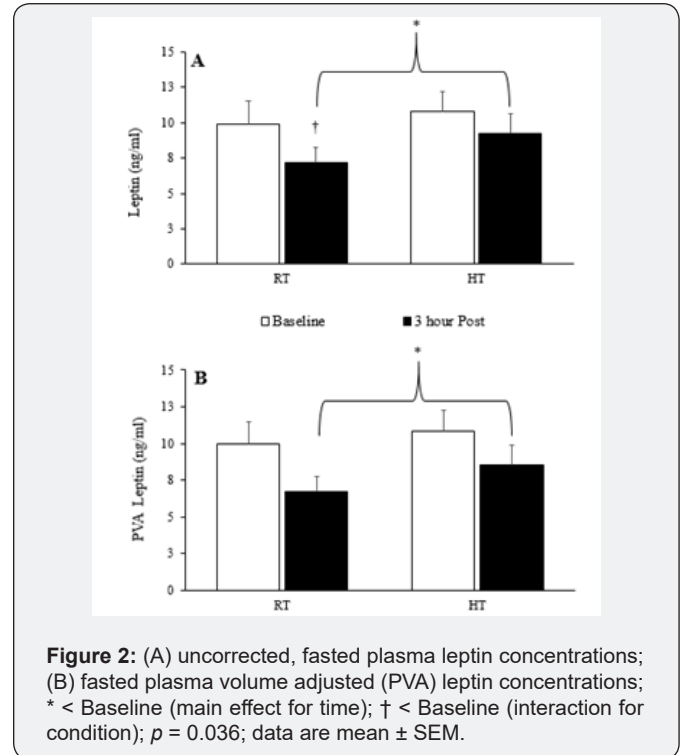 *
15
A
13
10
†
8
5
3
0
Leptin (ng/ml)
RT HT
□ Baseline ■ 3 hour Post
*
15
B
13
10
8
5
3
0
PVA Leptin (ng/ml)
RT HT
Figure 2: (A) uncorrected, fasted plasma leptin concentrations;
(B) fasted plasma volume adjusted (PVA) leptin concentrations;
* < Baseline (main effect for time); † < Baseline (interaction for
condition); p = 0.036; data are mean ± SEM.